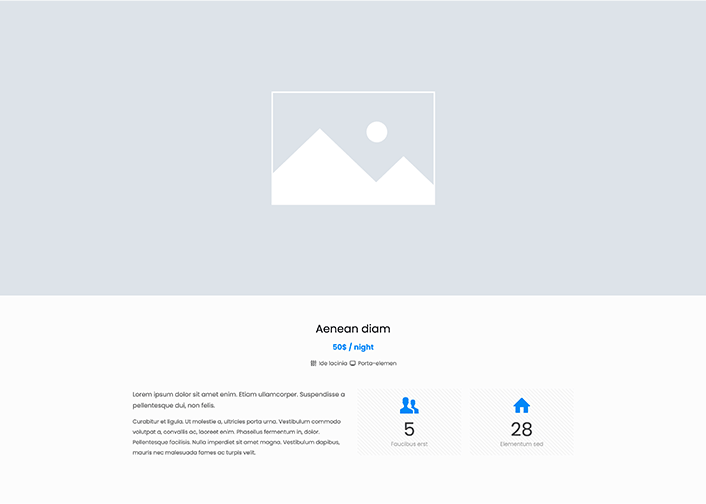 Aenean diam
50$ / night
Ide lacinia Porta-elemen
Lorem ipsum dolor sit amet enim. Etiam ullamcorper. Suspendisse a
pellentesque dui, non felis.
Curabitur et ligula. Ut molestie a, ultricies porta urna. Vestibulum commodo
volutpat a, convallis ac, laoreet enim. Phasellus fermentum in, dolor.
Pellentesque facilisis. Nulla imperdiet sit amet magna. Vestibulum dapibus,
mauris nec malesuada fames ac turpis velit.
5
Faucibus erst
28
Elementum sed